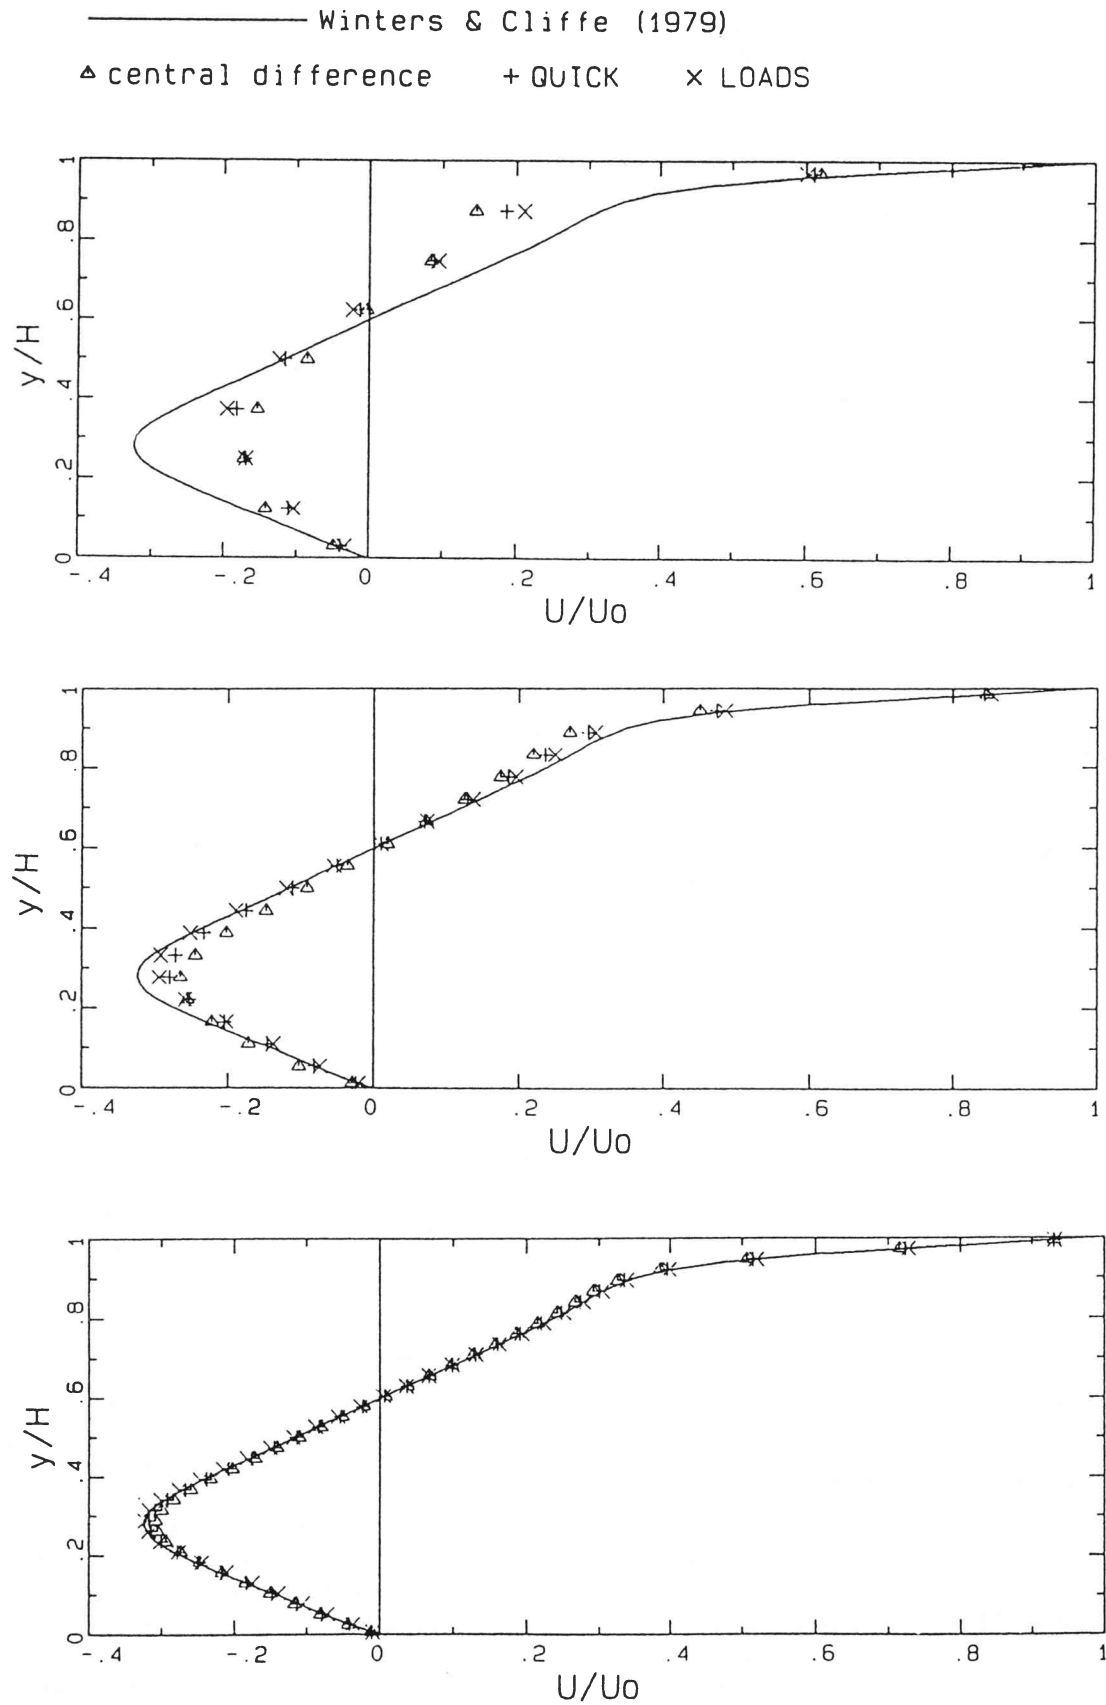 Winters & Cliffe (1979)
central difference + QUICK × LOADS
1
.8
.6
y/H
.4
.2
0
-.4 -.2 0 .2 .4 .6 .8 1
U/Uo
1
.8
.6
y/H
.4
.2
0
-.4 -.2 0 .2 .4 .6 .8 1
U/Uo
1
.8
.6
y/H
.4
.2
0
-.4 -.2 0 .2 .4 .6 .8 1
U/Uo